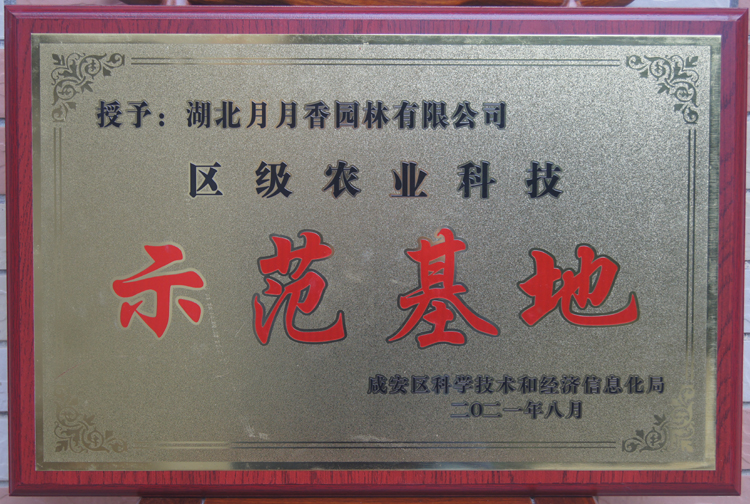 授予：湖北月月香园林有限公司
区级农业科技
示范基地
咸安区科学技术和经济信息化局
二〇二一年八月